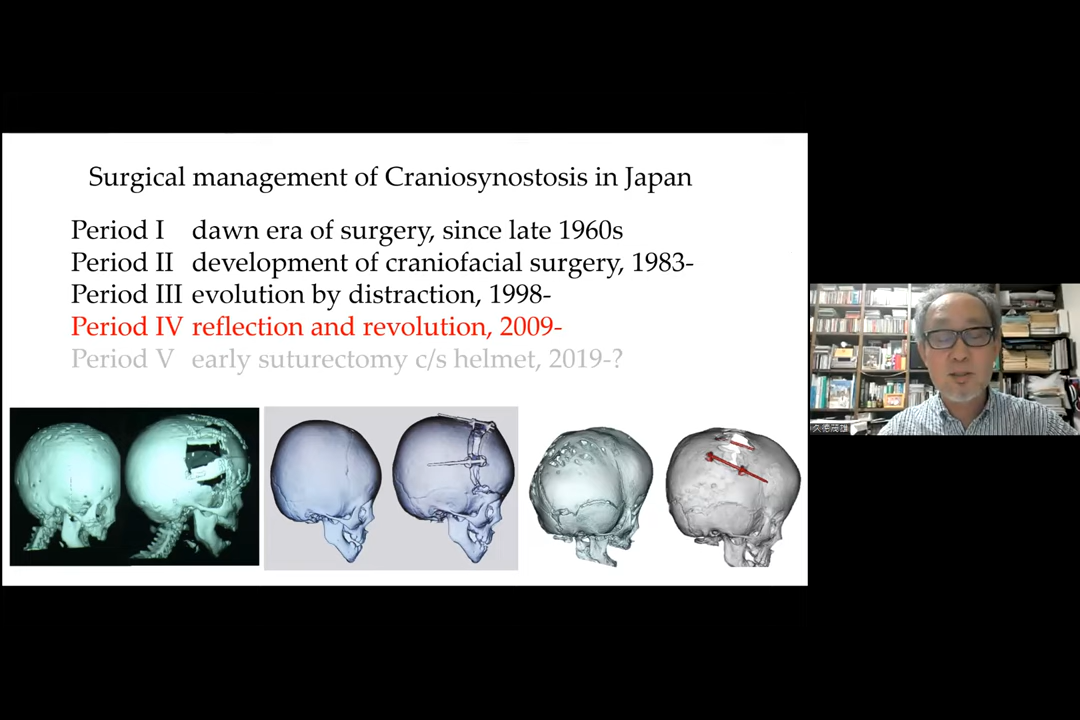 Surgical management of Craniosynostosis in Japan
Period I dawn era of surgery, since late 1960s
Period II development of craniofacial surgery, 1983-
Period III evolution by distraction, 1998-
Period IV reflection and revolution, 2009-
Period V early suturectomy c/s helmet, 2019-?